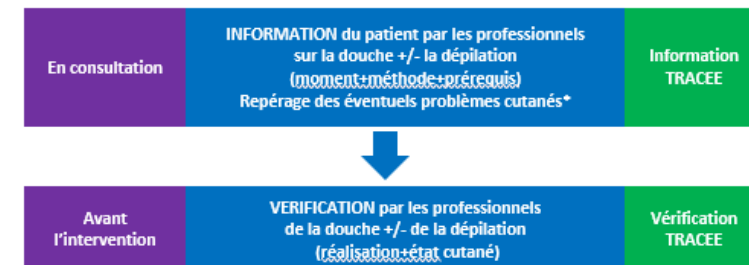 En consultation
INFORMATION du patient par les professionnels
sur la douche +/- la dépilation
(moment+méthode+prérequis)
Repérage des éventuels problèmes cutanés*
Information
TRACEE
Avant
l'intervention
VERIFICATION par les professionnels
de la douche +/- de la dépilation
(réalisation+état cutané)
Vérification
TRACEE